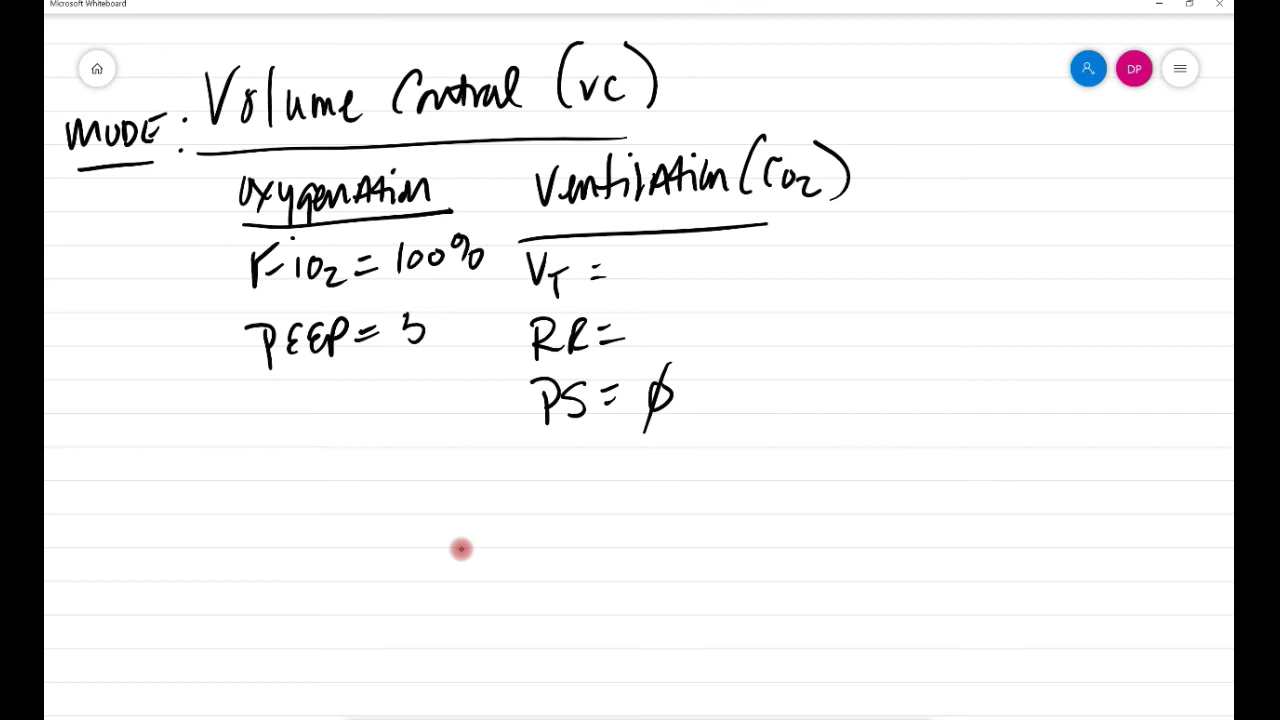 Microsoft Whiteboard
DP
MODE: Volume Control (VC)
Oxygenation
Ventilation (CO2)
FiO2 = 100%
VT =
PEEP = 5
RR =
PS = ϕ